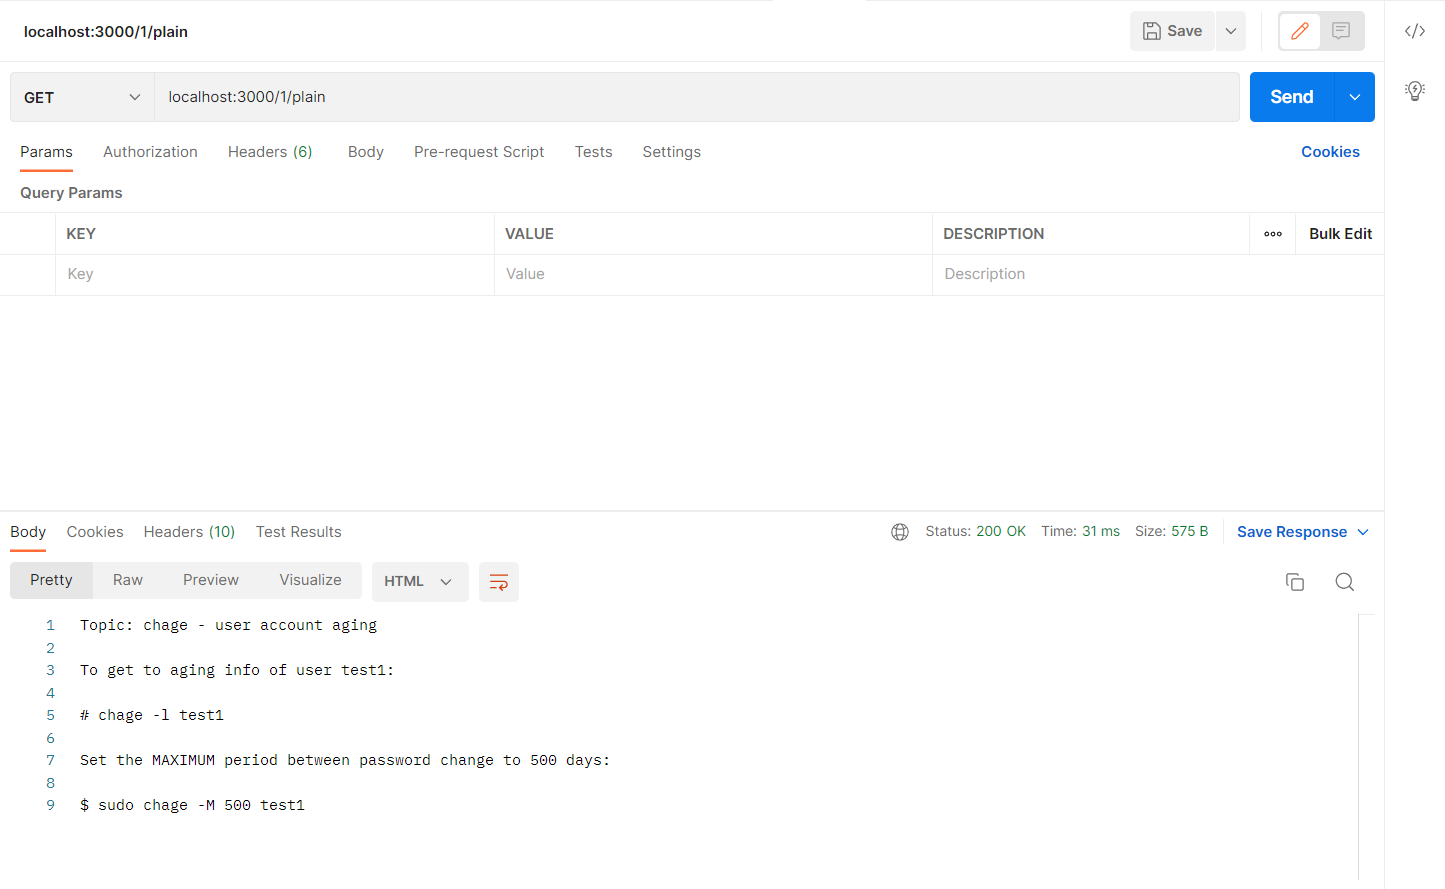 localhost:3000/1/plain
Save
GET
localhost:3000/1/plain
Send
Params Authorization Headers (6) Body Pre-request Script Tests Settings Cookies
Query Params
KEY VALUE DESCRIPTION ooo Bulk Edit
Key Value Description
Body Cookies Headers (10) Test Results Status: 200 OK Time: 31 ms Size: 575 B Save Response
Pretty Raw Preview Visualize HTML
1 Topic: chage - user account aging
2
3 To get to aging info of user test1:
4
5 # chage -l test1
6
7 Set the MAXIMUM period between password change to 500 days:
8
9 $ sudo chage -M 500 test1